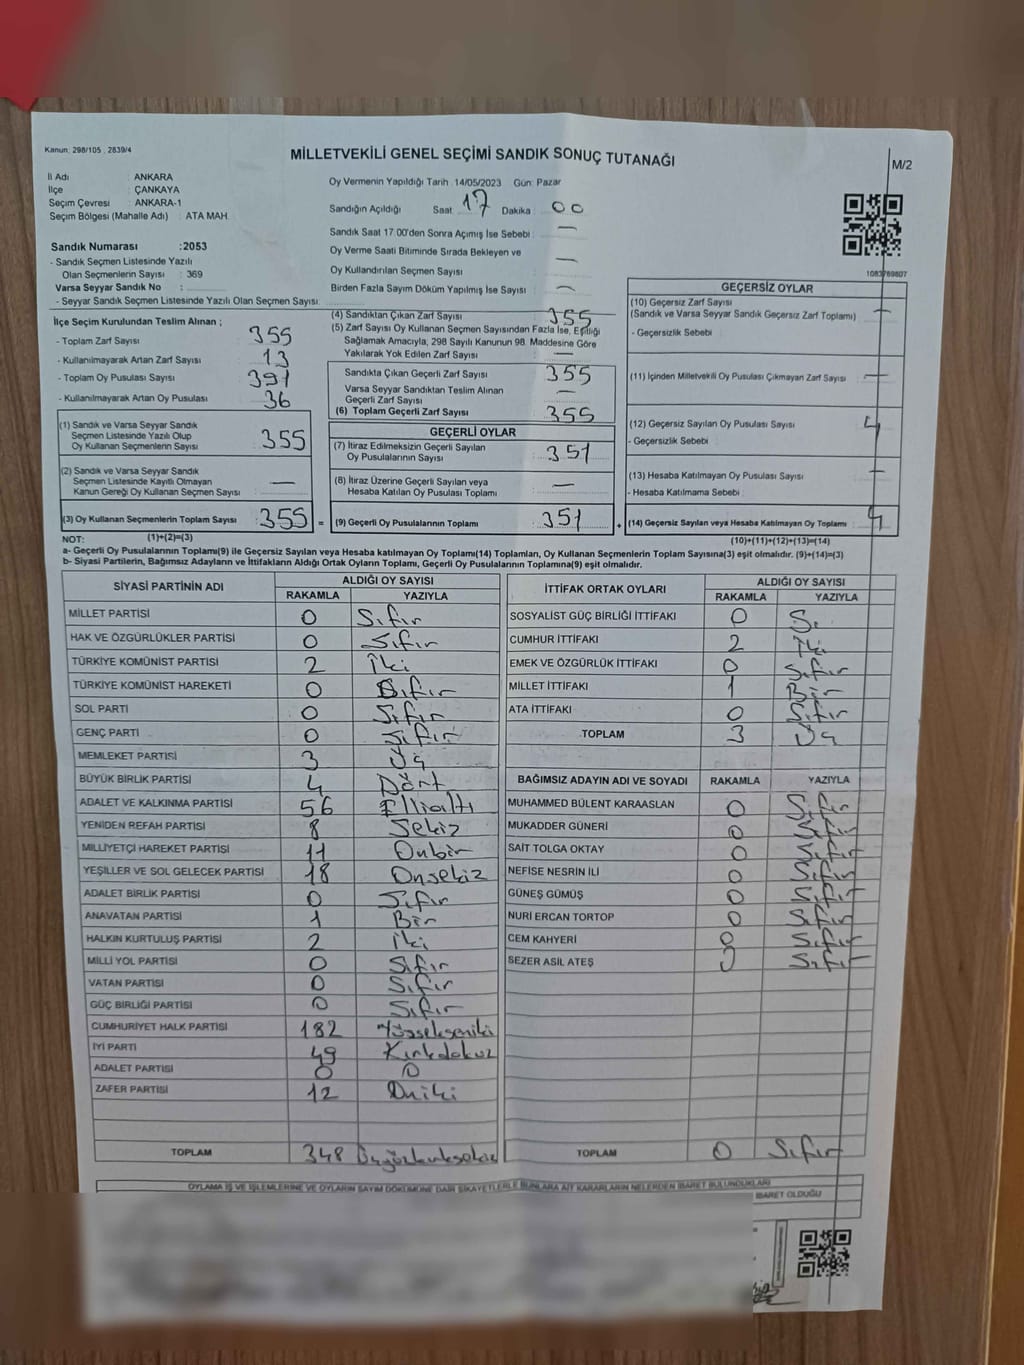 Kanun: 298/105 , 2839/4
MİLLETVEKİLİ GENEL SEÇİMİ SANDIK SONUÇ TUTANAĞI
M/2
İl Adı : ANKARA
İlçe : ÇANKAYA
Seçim Çevresi : ANKARA-1
Seçim Bölgesi (Mahalle Adı) : ATA MAH.
Oy Vermenin Yapıldığı Tarih : 14/05/2023 Gün: Pazar
Sandığın Açıldığı Saat : 17 Dakika : 00
Sandık Saat 17.00'den Sonra Açımış İse Sebebi : —
Oy Verme Saati Bitiminde Sırada Bekleyen ve
Oy Kullandırılan Seçmen Sayısı : —
Birden Fazla Sayım Döküm Yapılmış İse Sayısı : —
Sandık Numarası :2053
- Sandık Seçmen Listesinde Yazılı
Olan Seçmenlerin Sayısı : 369
Varsa Seyyar Sandık No :
- Seyyar Sandık Seçmen Listesinde Yazılı Olan Seçmen Sayısı:
1083769807
İlçe Seçim Kurulundan Teslim Alınan ;
- Toplam Zarf Sayısı : 355
- Kullanılmayarak Artan Zarf Sayısı : 13
- Toplam Oy Pusulası Sayısı : 391
- Kullanılmayarak Artan Oy Pusulası : 36
(1) Sandık ve Varsa Seyyar Sandık
Seçmen Listesinde Yazılı Olup
Oy Kullanan Seçmenlerin Sayısı : 355
(2) Sandık ve Varsa Seyyar Sandık
Seçmen Listesinde Kayıtlı Olmayan
Kanun Gereği Oy Kullanan Seçmen Sayısı : —
(3) Oy Kullanan Seçmenlerin Toplam Sayısı : 355 =
(4) Sandıktan Çıkan Zarf Sayısı : 355
(5) Zarf Sayısı Oy Kullanan Seçmen Sayısından Fazla İse, Eşitliği
Sağlamak Amacıyla, 298 Sayılı Kanunun 98. Maddesine Göre
Yakılarak Yok Edilen Zarf Sayısı : —
Sandıkta Çıkan Geçerli Zarf Sayısı : 355
Varsa Seyyar Sandıktan Teslim Alınan
Geçerli Zarf Sayısı : —
(6) Toplam Geçerli Zarf Sayısı : 355
GEÇERLİ OYLAR
(7) İtiraz Edilmeksizin Geçerli Sayılan
Oy Pusulalarının Sayısı : 351
(8) İtiraz Üzerine Geçerli Sayılan veya
Hesaba Katılan Oy Pusulası Toplamı : —
(9) Geçerli Oy Pusulalarının Toplamı : 351 +
GEÇERSİZ OYLAR
(10) Geçersiz Zarf Sayısı
(Sandık ve Varsa Seyyar Sandık Geçersiz Zarf Toplamı) : —
- Geçersizlik Sebebi :
(11) İçinden Milletvekili Oy Pusulası Çıkmayan Zarf Sayısı : —
(12) Geçersiz Sayılan Oy Pusulası Sayısı : 4
- Geçersizlik Sebebi :
(13) Hesaba Katılmayan Oy Pusulası Sayısı : —
- Hesaba Katılmama Sebebi :
(14) Geçersiz Sayılan veya Hesaba Katılmayan Oy Toplamı : 4
NOT: (1)+(2)=(3) (10)+(11)+(12)+(13)=(14)
a- Geçerli Oy Pusulalarının Toplamı(9) ile Geçersiz Sayılan veya Hesaba katılmayan Oy Toplamı(14) Toplamları, Oy Kullanan Seçmenlerin Toplam Sayısına(3) eşit olmalıdır. (9)+(14)=(3)
b- Siyasi Partilerin, Bağımsız Adayların ve İttifakların Aldığı Ortak Oyların Toplamı, Geçerli Oy Pusulalarının Toplamına(9) eşit olmalıdır.
SİYASİ PARTİNİN ADI ALDIĞI OY SAYISI
RAKAMLA YAZIYLA
MİLLET PARTİSİ 0 Sıfır
HAK VE ÖZGÜRLÜKLER PARTİSİ 0 Sıfır
TÜRKİYE KOMÜNİST PARTİSİ 2 İki
TÜRKİYE KOMÜNİST HAREKETİ 0 Sıfır
SOL PARTİ 0 Sıfır
GENÇ PARTİ 0 Sıfır
MEMLEKET PARTİSİ 3 Üç
BÜYÜK BİRLİK PARTİSİ 4 Dört
ADALET VE KALKINMA PARTİSİ 56 Ellialtı
YENİDEN REFAH PARTİSİ 8 Sekiz
MİLLİYETÇİ HAREKET PARTİSİ 11 Onbir
YEŞİLLER VE SOL GELECEK PARTİSİ 18 Onsekiz
ADALET BİRLİK PARTİSİ 0 Sıfır
ANAVATAN PARTİSİ 1 Bir
HALKIN KURTULUŞ PARTİSİ 2 İki
MİLLİ YOL PARTİSİ 0 Sıfır
VATAN PARTİSİ 0 Sıfır
GÜÇ BİRLİĞİ PARTİSİ 0 Sıfır
CUMHURİYET HALK PARTİSİ 182 Yüzsekseniki
İYİ PARTİ 49 Kırkdokuz
ADALET PARTİSİ 0 0
ZAFER PARTİSİ 12 Oniki
TOPLAM 348 Üçyüzkırksekiz
İTTİFAK ORTAK OYLARI ALDIĞI OY SAYISI
RAKAMLA YAZIYLA
SOSYALİST GÜÇ BİRLİĞİ İTTİFAKI 0 S.
CUMHUR İTTİFAKI 2 İki
EMEK VE ÖZGÜRLÜK İTTİFAKI 0 Sıfır
MİLLET İTTİFAKI 1 Bir
ATA İTTİFAKI 0 Sıfır
TOPLAM 3 Üç
BAĞIMSIZ ADAYIN ADI VE SOYADI RAKAMLA YAZIYLA
MUHAMMED BÜLENT KARAASLAN 0 Sıfır
MUKADDER GÜNERİ 0 Sıfır
SAİT TOLGA OKTAY 0 Sıfır
NEFİSE NESRİN İLİ 0 Sıfır
GÜNEŞ GÜMÜŞ 0 Sıfır
NURİ ERCAN TORTOP 0 Sıfır
CEM KAHYERİ 0 Sıfır
SEZER ASIL ATEŞ 0 Sıfır
TOPLAM 0 Sıfır
OYLAMA İŞ VE İŞLEMLERİNE VE OYLARIN SAYIM DÖKÜMÜNE DAİR ŞİKAYETLERLE BUNLARA AİT KARARLARIN NELERDEN İBARET BULUNDUKLARI
İBARET OLDUĞU